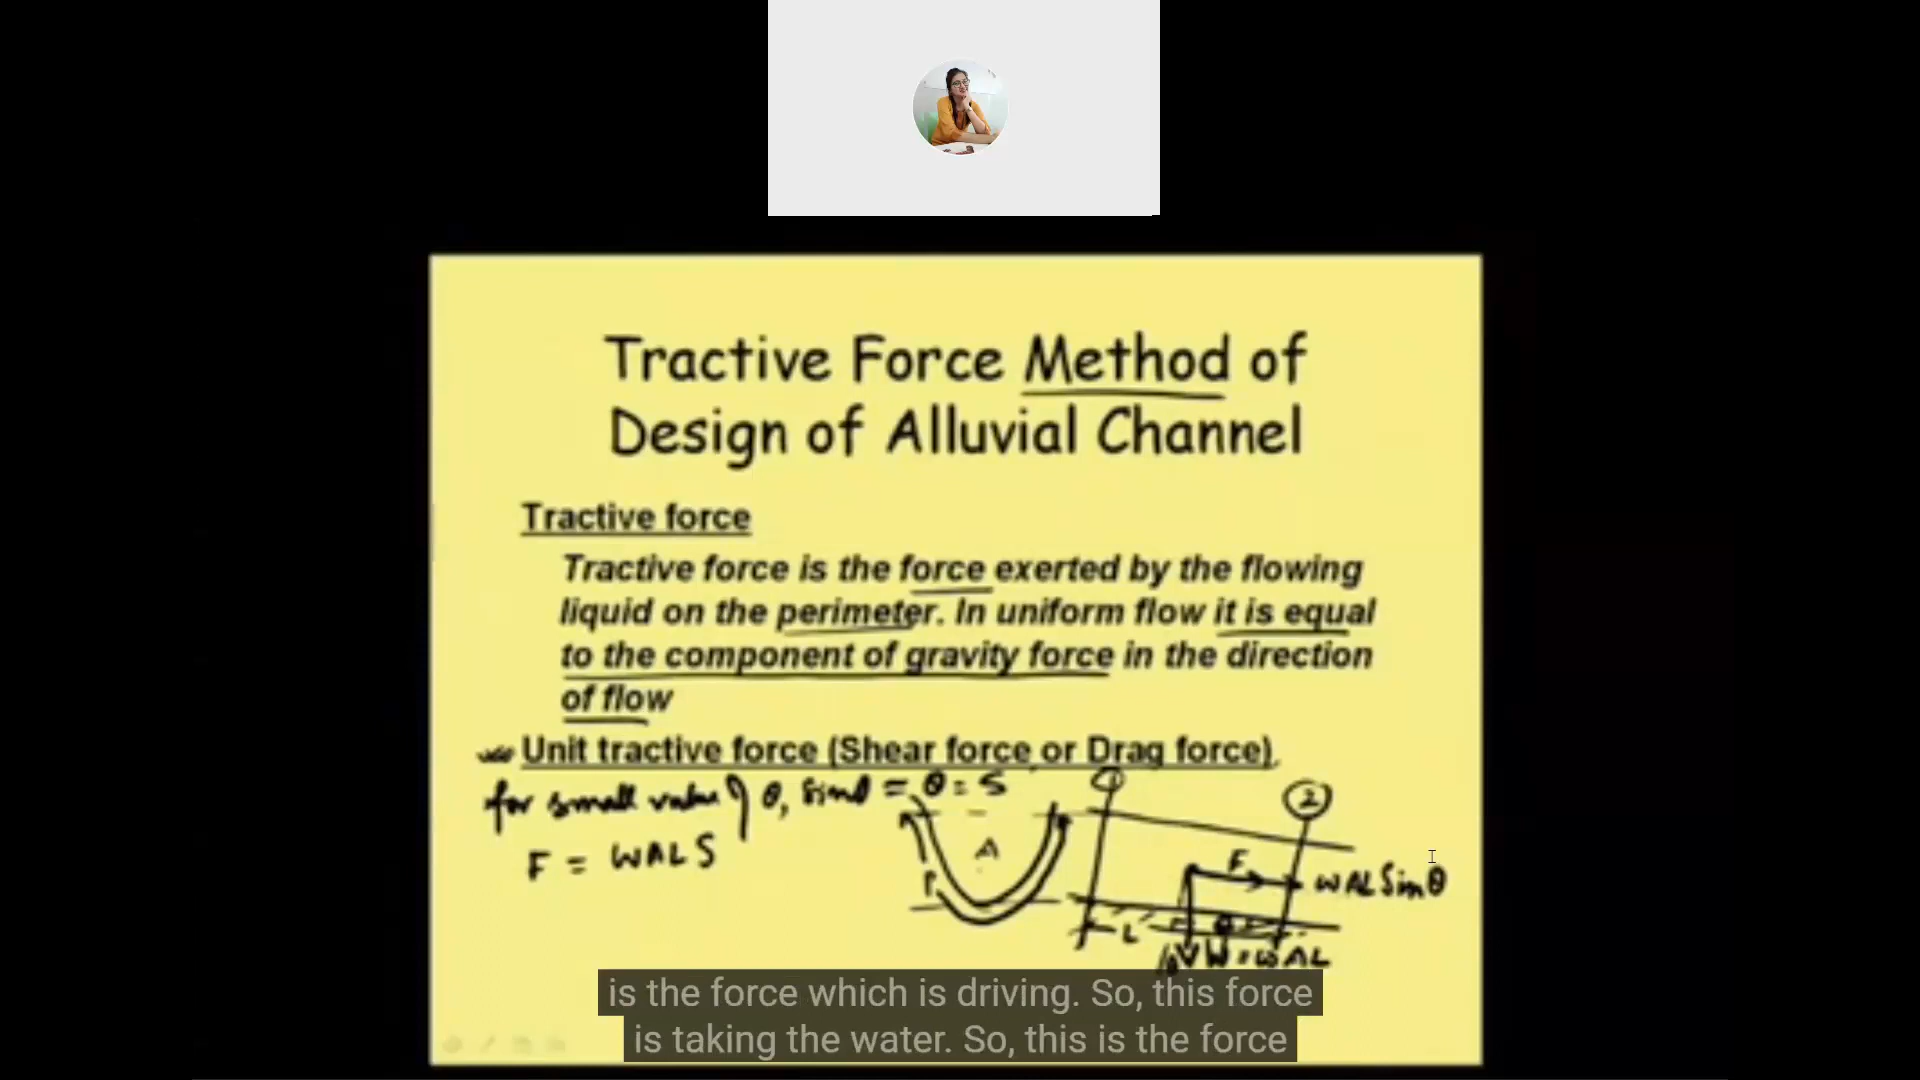 Tractive Force Method of
Design of Alluvial Channel
Tractive force
Tractive force is the force exerted by the flowing
liquid on the perimeter. In uniform flow it is equal
to the component of gravity force in the direction
of flow
Unit tractive force (Shear force or Drag force)
for small value of θ, Sinθ = θ = S
F = WALS
A
P
1
2
F
WAL Sinθ
θ
L
W = WAL
is the force which is driving. So, this force
is taking the water. So, this is the force